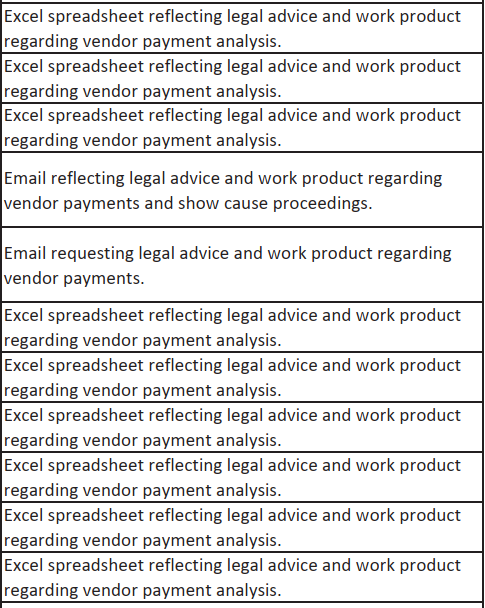 Excel spreadsheet reflecting legal advice and work product
regarding vendor payment analysis.
Excel spreadsheet reflecting legal advice and work product
regarding vendor payment analysis.
Excel spreadsheet reflecting legal advice and work product
regarding vendor payment analysis.
Email reflecting legal advice and work product regarding
vendor payments and show cause proceedings.
Email requesting legal advice and work product regarding
vendor payments.
Excel spreadsheet reflecting legal advice and work product
regarding vendor payment analysis.
Excel spreadsheet reflecting legal advice and work product
regarding vendor payment analysis.
Excel spreadsheet reflecting legal advice and work product
regarding vendor payment analysis.
Excel spreadsheet reflecting legal advice and work product
regarding vendor payment analysis.
Excel spreadsheet reflecting legal advice and work product
regarding vendor payment analysis.
Excel spreadsheet reflecting legal advice and work product
regarding vendor payment analysis.